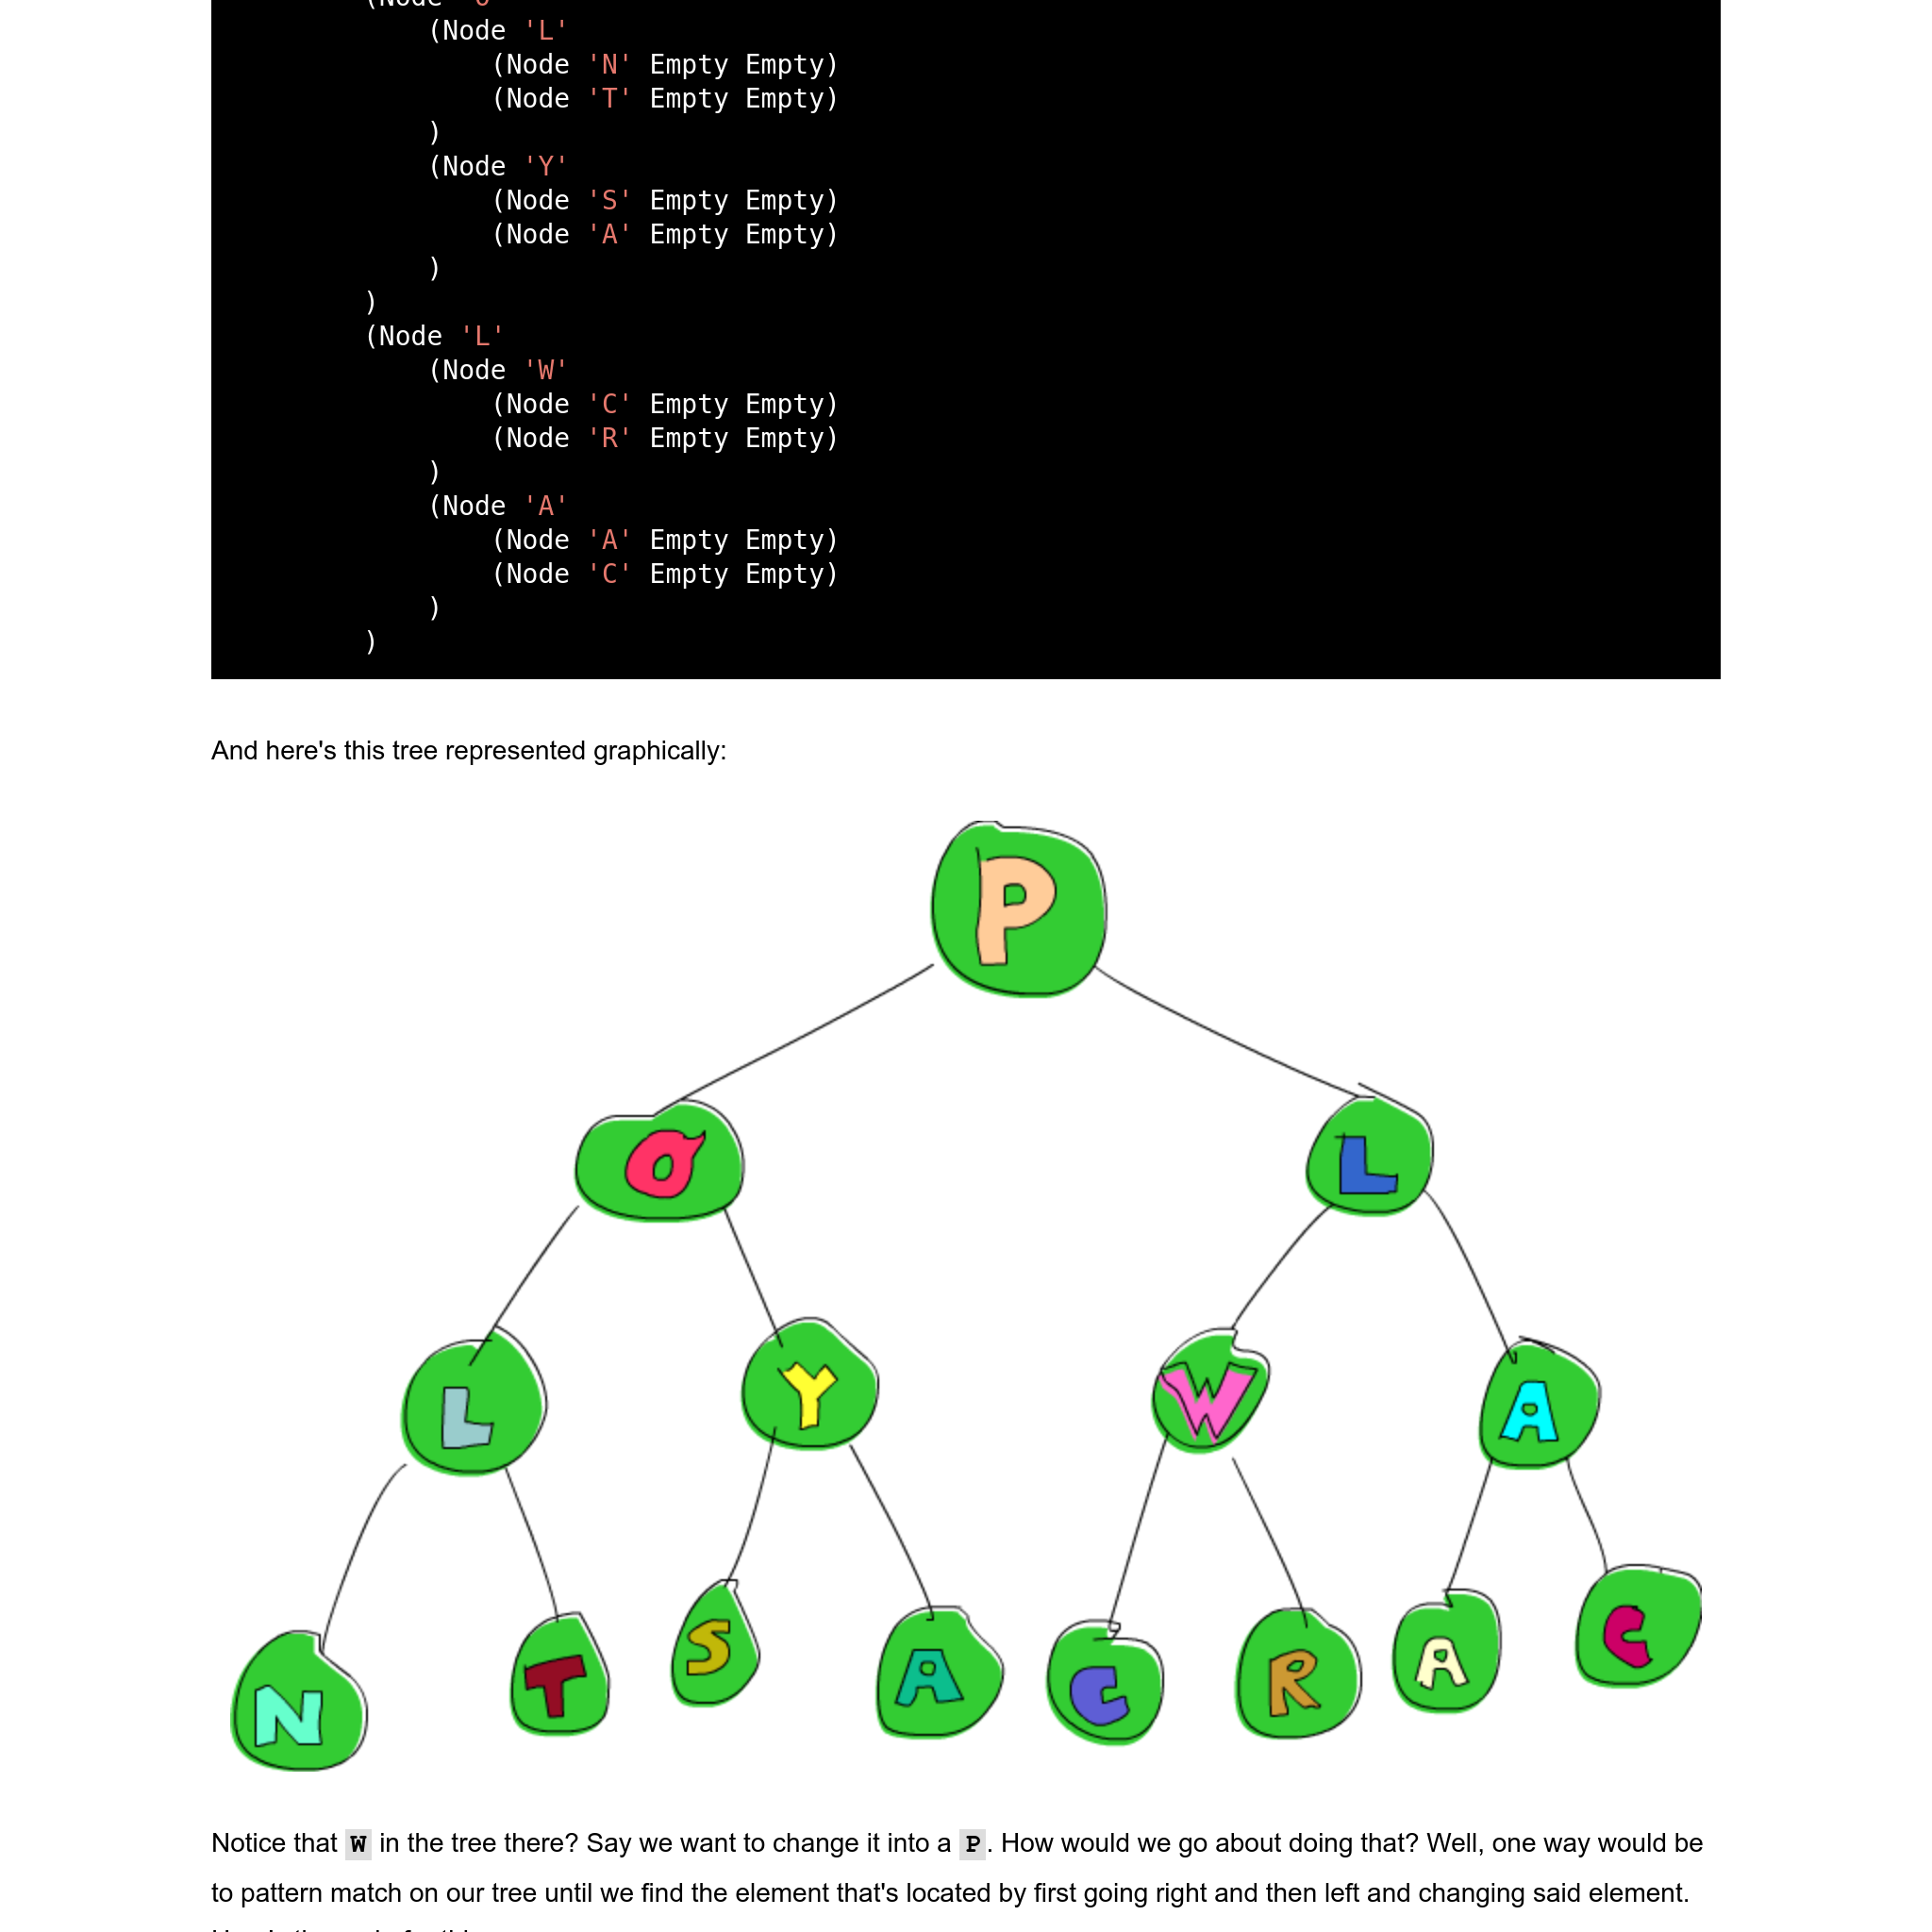 (Node 'O'
(Node 'L'
(Node 'N' Empty Empty)
(Node 'T' Empty Empty)
)
(Node 'Y'
(Node 'S' Empty Empty)
(Node 'A' Empty Empty)
)
)
(Node 'L'
(Node 'W'
(Node 'C' Empty Empty)
(Node 'R' Empty Empty)
)
(Node 'A'
(Node 'A' Empty Empty)
(Node 'C' Empty Empty)
)
)
And here's this tree represented graphically:
P
O L
L Y W A
N T S A C R A C
Notice that W in the tree there? Say we want to change it into a P. How would we go about doing that? Well, one way would be
to pattern match on our tree until we find the element that's located by first going right and then left and changing said element.